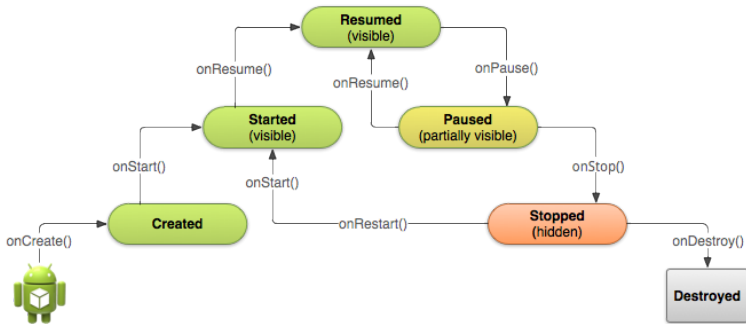 Resumed
(visible)
onResume()
onResume()
onPause()
Started
(visible)
Paused
(partially visible)
onStart()
onStart()
onStop()
Created
onRestart()
Stopped
(hidden)
onCreate()
onDestroy()
Destroyed